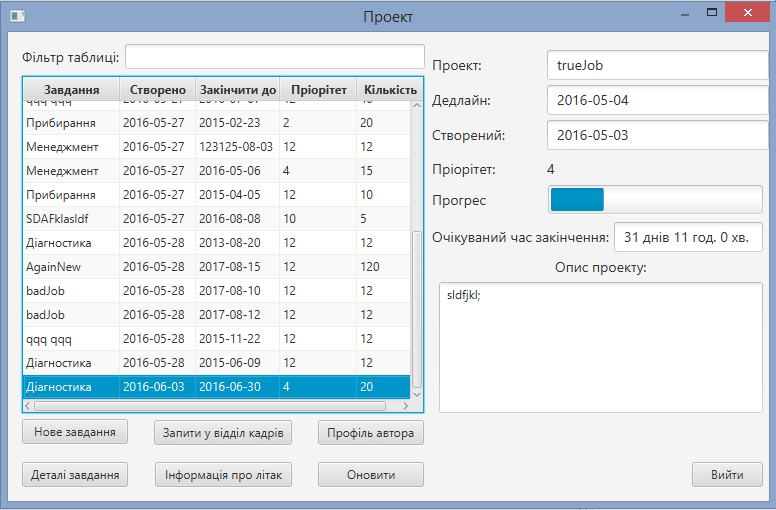 Проект
Фільтр таблиці:
Завдання Створено Закінчити до Пріорітет Кількість
Прибирання 2016-05-27 2015-02-23 2 20
Менеджмент 2016-05-27 123125-08-03 12 12
Менеджмент 2016-05-27 2016-05-06 4 15
Прибирання 2016-05-27 2015-04-05 12 10
SDAFklasldf 2016-05-27 2016-08-08 10 5
Діагностика 2016-05-28 2013-08-20 12 12
AgainNew 2016-05-28 2017-08-15 12 120
badJob 2016-05-28 2017-08-10 12 12
badJob 2016-05-28 2017-08-12 12 12
qqq qqq 2016-05-28 2015-11-22 12 12
Діагностика 2016-05-28 2015-06-09 12 12
Діагностика 2016-06-03 2016-06-30 4 20
Нове завдання Запити у відділ кадрів Профіль автора
Деталі завдання Інформація про літак Оновити
Проект: trueJob
Дедлайн: 2016-05-04
Створений: 2016-05-03
Пріорітет: 4
Прогрес
Очікуваний час закінчення: 31 днів 11 год. 0 хв.
Опис проекту:
sldfjkl;
Вийти